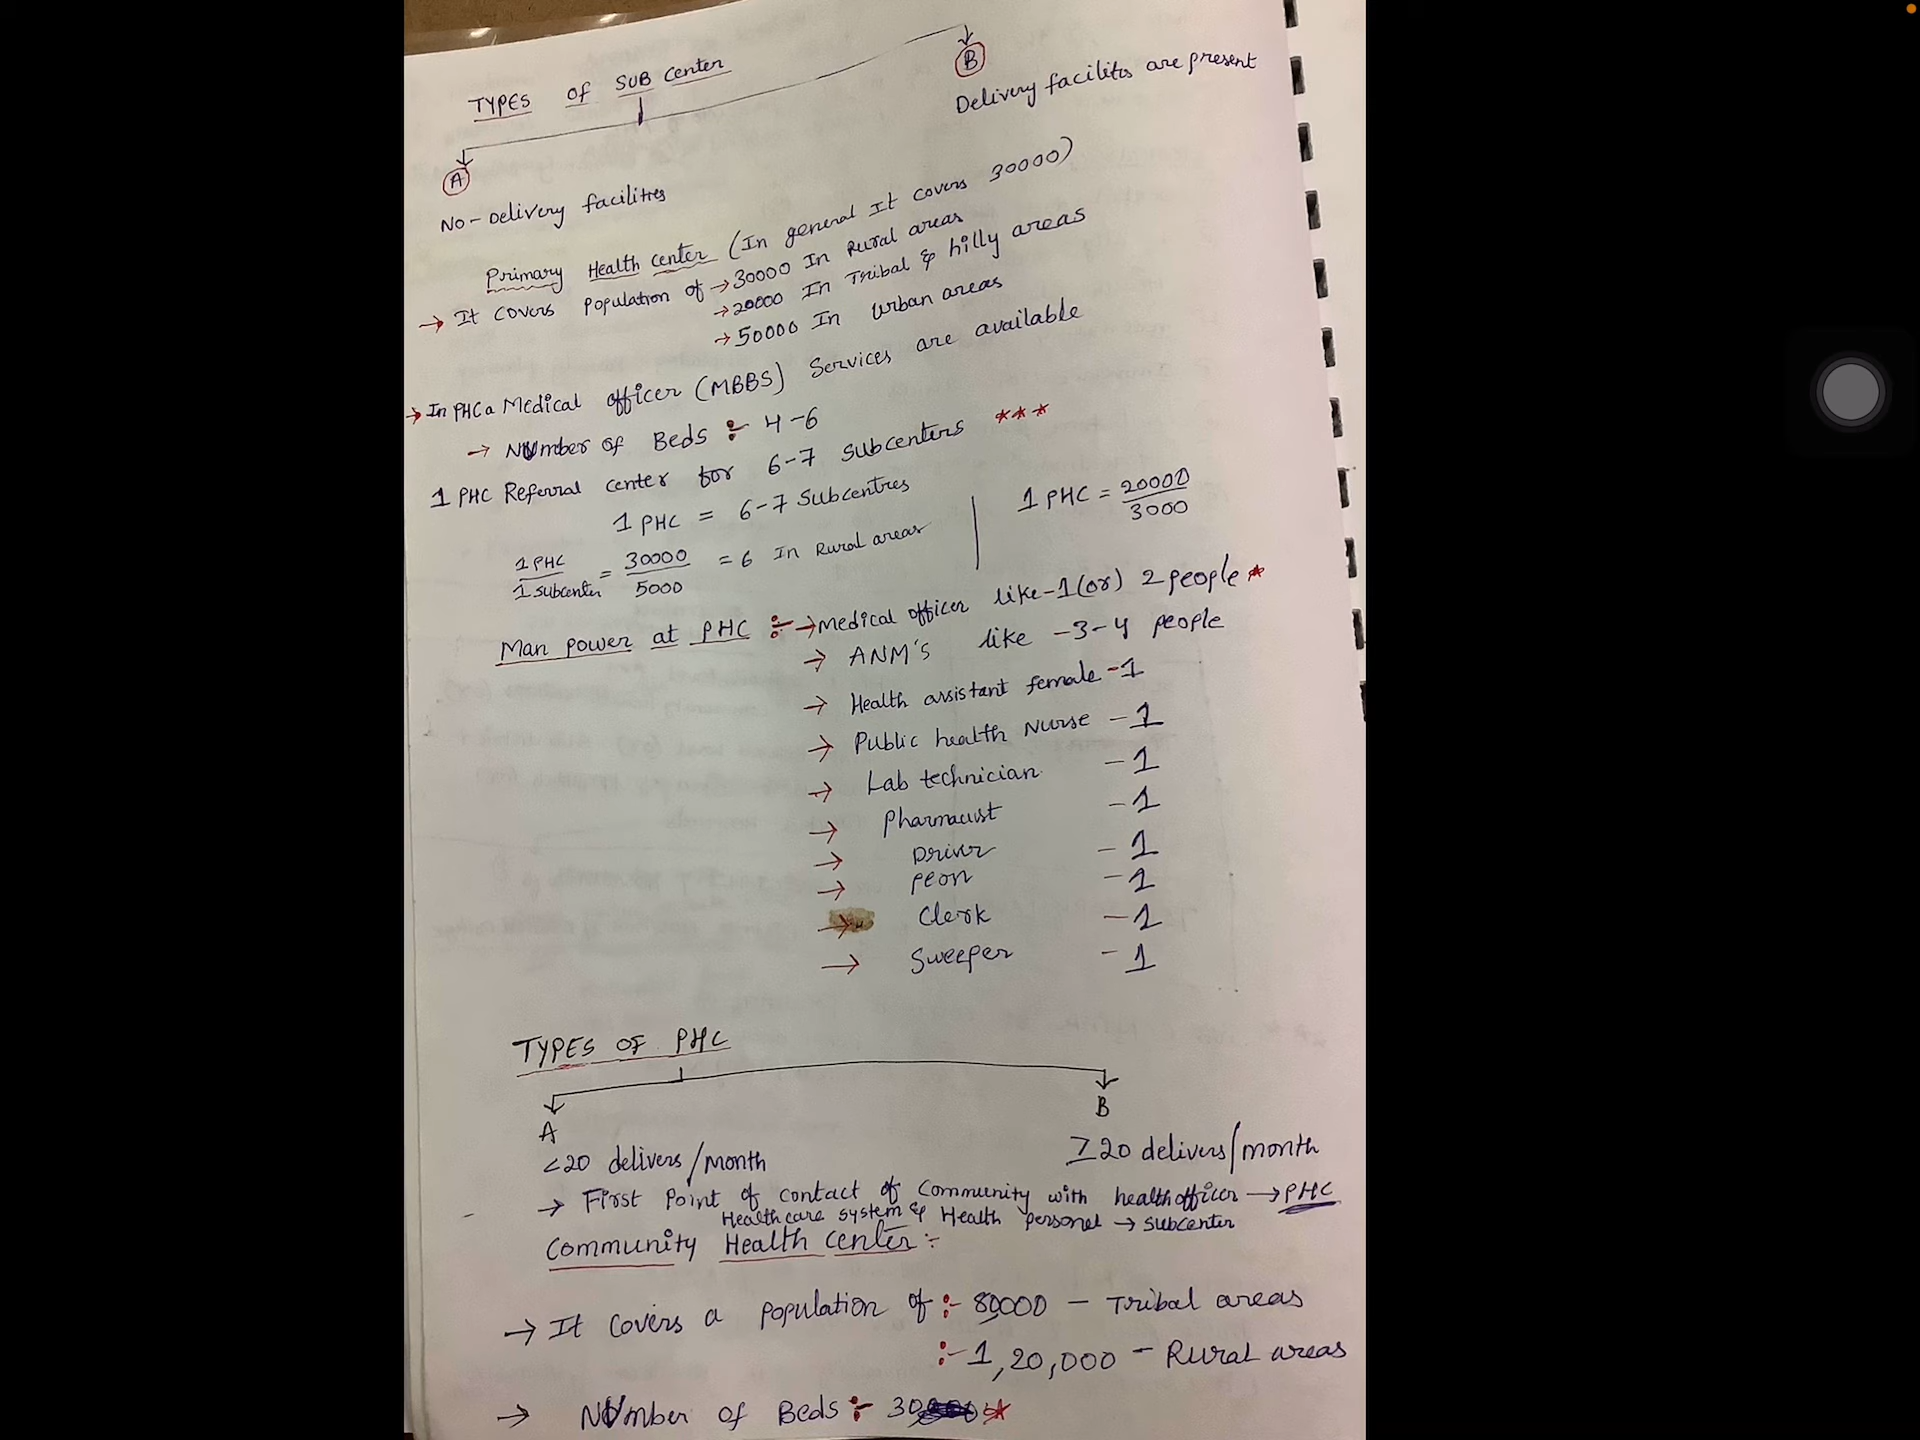 TYPES of SUB Center
B
Delivery facilites are present
A
No - Delivery facilities
Primary Health center (In general It covers 30000)
→ It covers population of → 30000 In Rural areas
→ 20000 In Tribal & hilly areas
→ 50000 In Urban areas
→ In PHC a Medical officer (MBBS) Services are available
→ Number of Beds :- 4-6
1 PHC Referral center for 6-7 subcenters ***
1 PHC = 6-7 Subcentres
1 PHC = 20000/3000
1 PHC/1 subcenter = 30000/5000 = 6 In Rural areas
Man power at PHC :- → Medical officer like - 1 (or) 2 people *
→ ANM's like - 3-4 people
→ Health assistant female - 1
→ Public health Nurse - 1
→ Lab technician - 1
→ Pharmacist - 1
→ Driver - 1
→ Peon - 1
→ Clerk - 1
→ Sweeper - 1
TYPES OF PHC
A
B
<20 delivers/month
≥20 delivers/month
→ First Point of contact of Community with health officer → PHC
Healthcare system & Health personel → subcenter
Community Health center :-
→ It Covers a population of :- 80000 - Tribal areas
:- 1,20,000 - Rural areas
→ Number of Beds :- 30 *